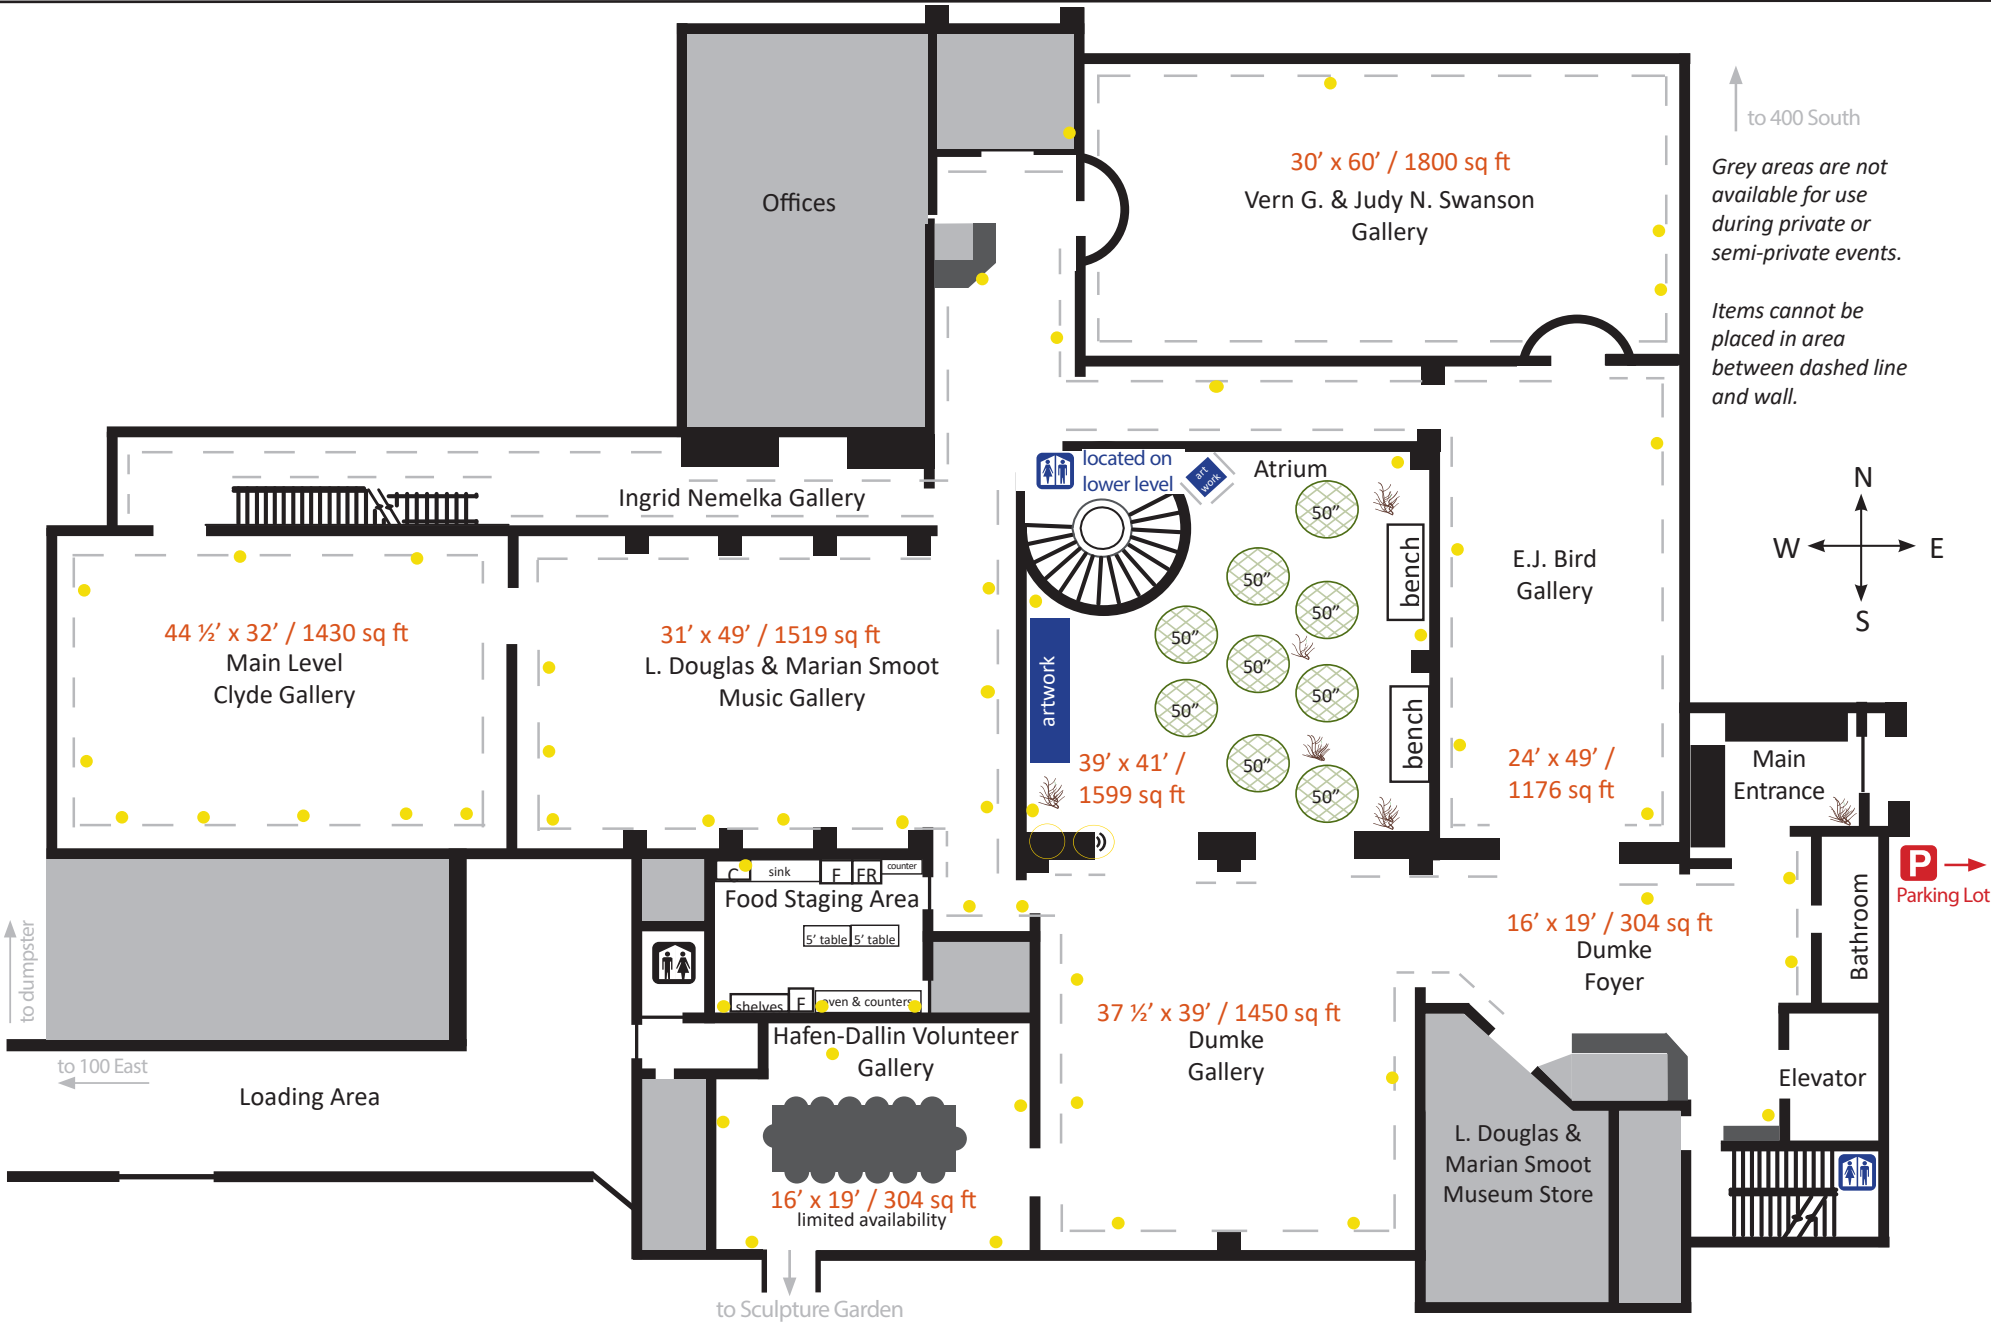 Offices
30’ x 60’ / 1800 sq ft
Vern G. & Judy N. Swanson
Gallery
to 400 South
Grey areas are not
available for use
during private or
semi-private events.
Items cannot be
placed in area
between dashed line
and wall.
N
W
E
S
Ingrid Nemelka Gallery
located on
lower level
art
work
Atrium
50”
50”
50”
50”
50”
50”
50”
50”
50”
bench
bench
artwork
39’ x 41’ /
1599 sq ft
E.J. Bird
Gallery
24’ x 49’ /
1176 sq ft
44 ½’ x 32’ / 1430 sq ft
Main Level
Clyde Gallery
31’ x 49’ / 1519 sq ft
L. Douglas & Marian Smoot
Music Gallery
Main
Entrance
P
Parking Lot
Bathroom
C
sink
F
FR
counter
Food Staging Area
5’ table
5’ table
shelves
F
oven & counters
16’ x 19’ / 304 sq ft
Dumke
Foyer
37 ½’ x 39’ / 1450 sq ft
Dumke
Gallery
Hafen-Dallin Volunteer
Gallery
16’ x 19’ / 304 sq ft
limited availability
to dumpster
to 100 East
Loading Area
Elevator
L. Douglas &
Marian Smoot
Museum Store
to Sculpture Garden